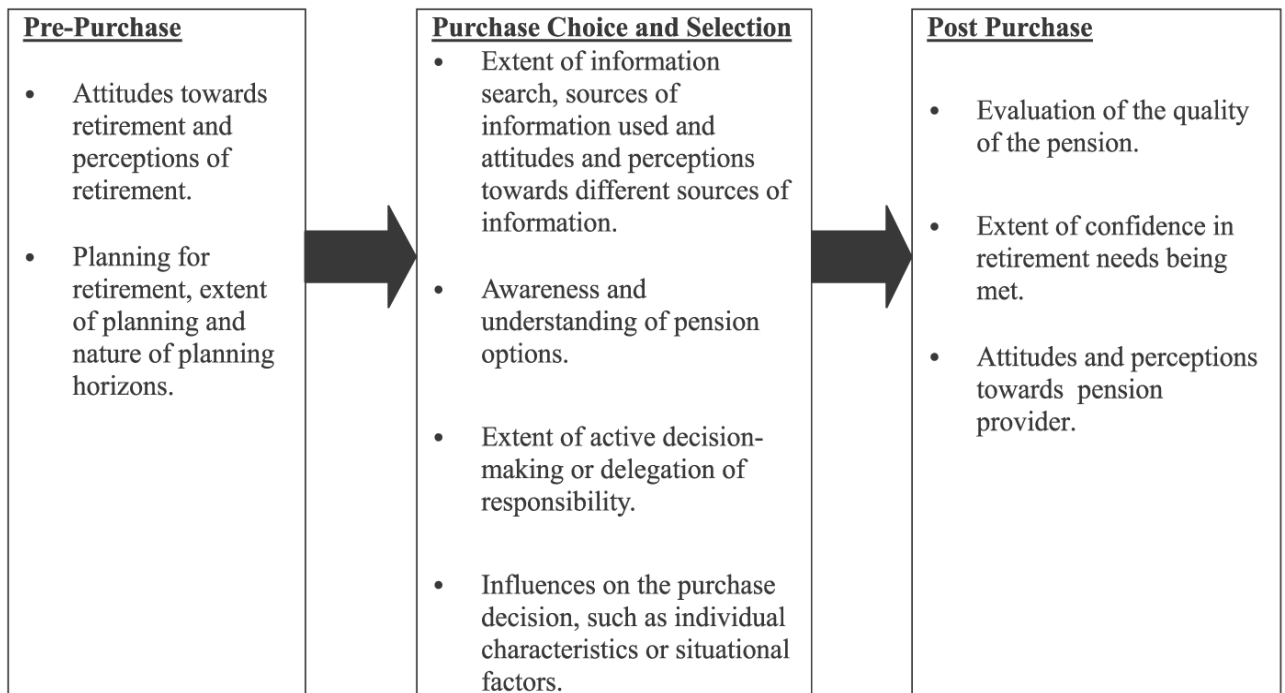 Pre-Purchase
• Attitudes towards
retirement and
perceptions of
retirement.
• Planning for
retirement, extent
of planning and
nature of planning
horizons.
Purchase Choice and Selection
• Extent of information
search, sources of
information used and
attitudes and perceptions
towards different sources of
information.
• Awareness and
understanding of pension
options.
• Extent of active decision-
making or delegation of
responsibility.
• Influences on the purchase
decision, such as individual
characteristics or situational
factors.
Post Purchase
• Evaluation of the quality
of the pension.
• Extent of confidence in
retirement needs being
met.
• Attitudes and perceptions
towards pension
provider.